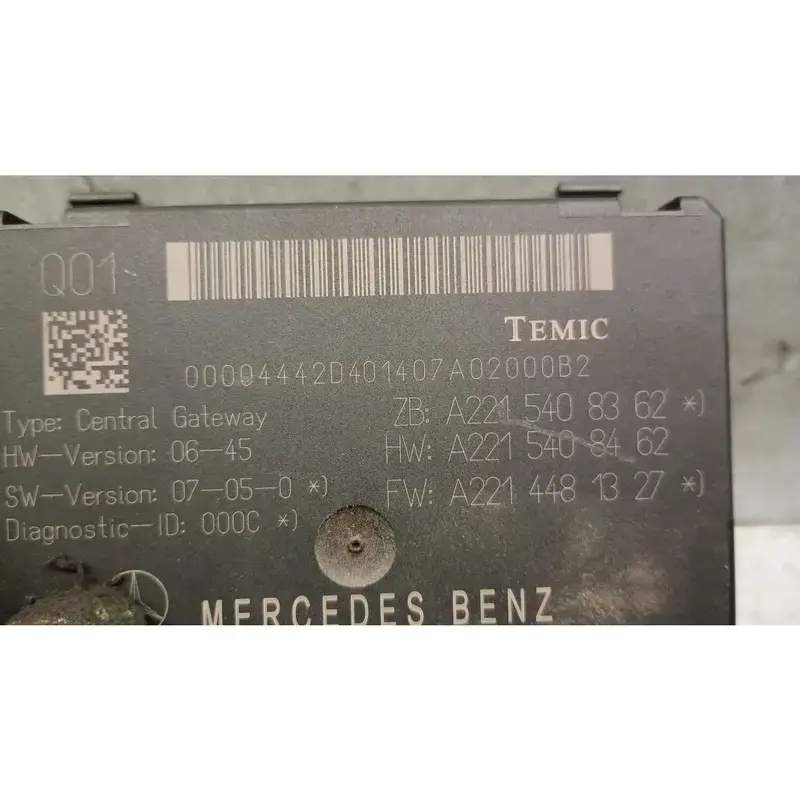 Q01
TEMIC
00004442D401407A02000B2
Type: Central Gateway
ZB: A221 540 83 62 *)
HW-Version: 06-45
HW: A221 540 84 62
SW-Version: 07-05-0 *)
FW: A221 448 13 27 *)
Diagnostic-ID: 000C *)
MERCEDES BENZ